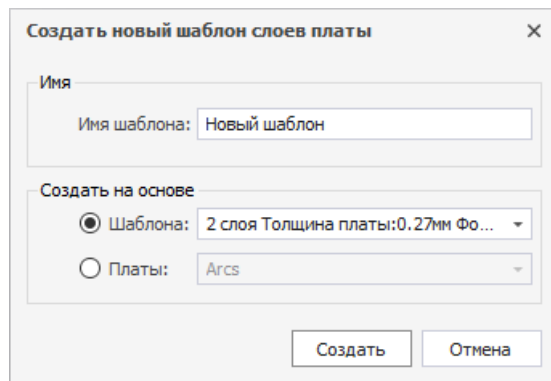 Создать новый шаблон слоев платы
Имя
Имя шаблона: Новый шаблон
Создать на основе
Шаблона: 2 слоя Толщина платы:0.27мм Фо...
Платы: Arcs
Создать Отмена